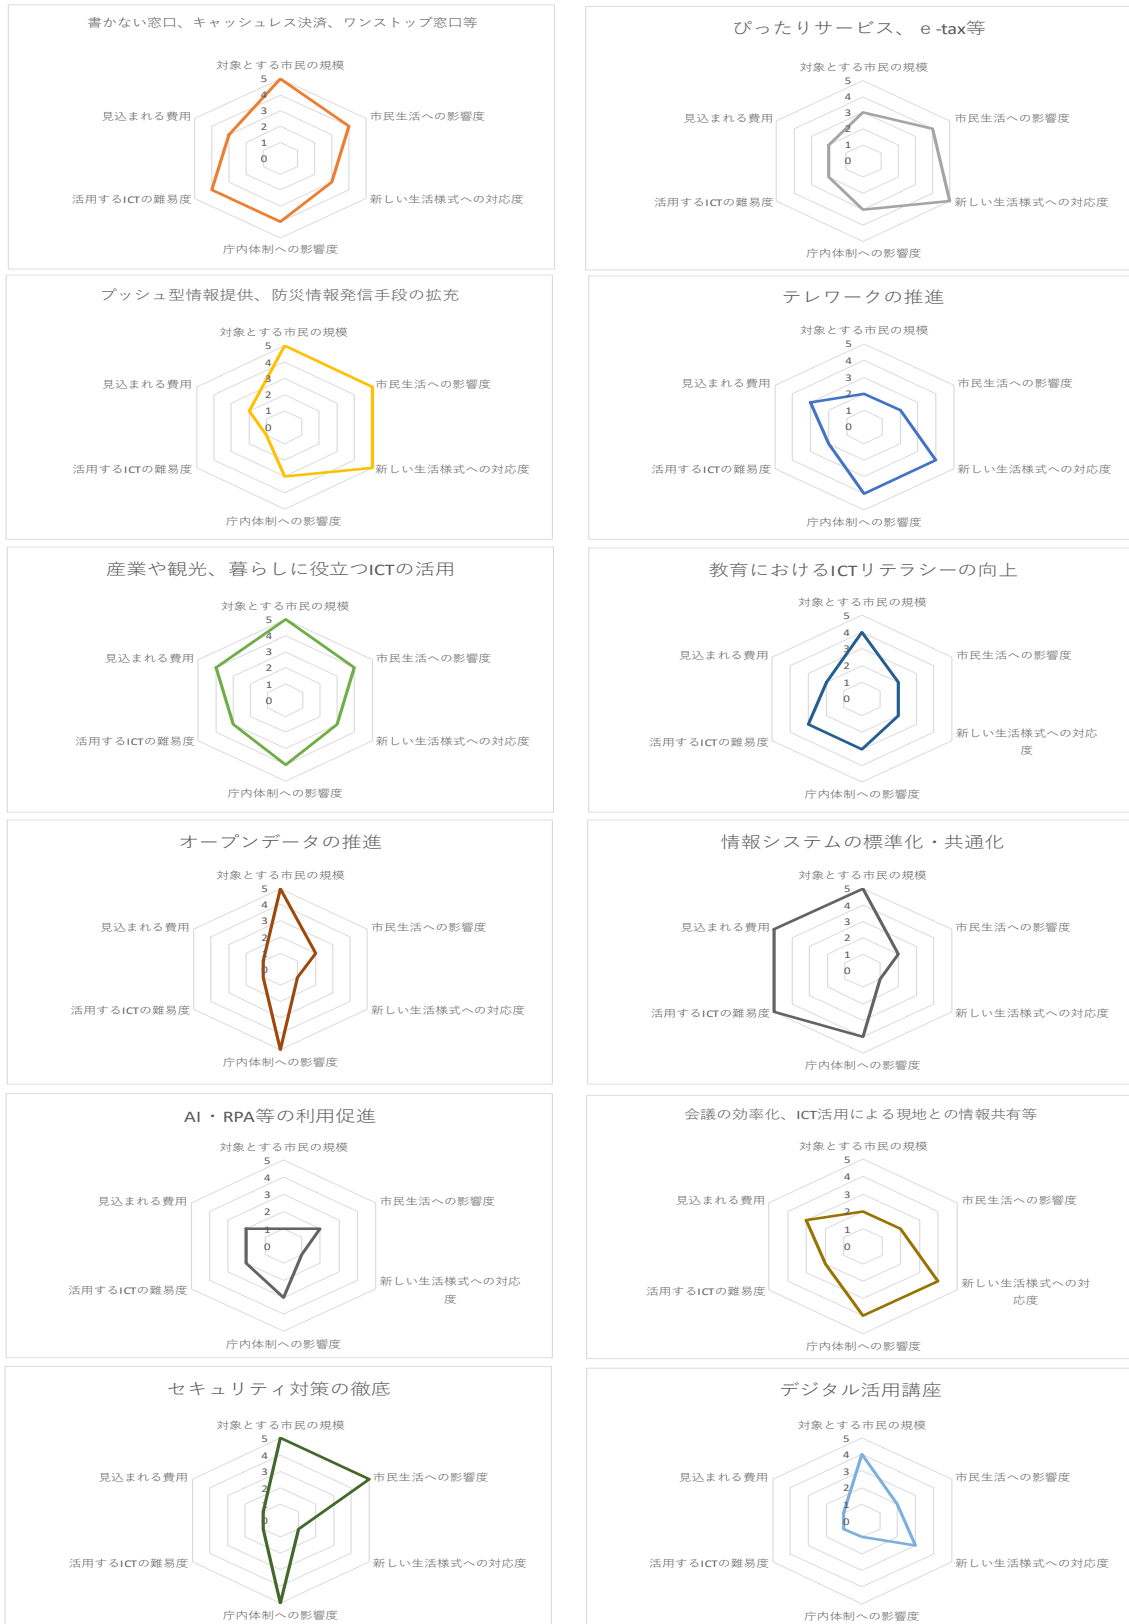 書かない窓口、キャッシュレス決済、ワンストップ窓口等
対象とする市民の規模
5
4
3
2
1
0
市民生活への影響度
新しい生活様式への対応度
庁内体制への影響度
活用するICTの難易度
見込まれる費用
ぴったりサービス、 e-tax等
対象とする市民の規模
5
4
3
2
1
0
市民生活への影響度
新しい生活様式への対応度
庁内体制への影響度
活用するICTの難易度
見込まれる費用
プッシュ型情報提供、防災情報発信手段の拡充
対象とする市民の規模
5
4
3
2
1
0
市民生活への影響度
新しい生活様式への対応度
庁内体制への影響度
活用するICTの難易度
見込まれる費用
テレワークの推進
対象とする市民の規模
5
4
3
2
1
0
市民生活への影響度
新しい生活様式への対応度
庁内体制への影響度
活用するICTの難易度
見込まれる費用
産業や観光、暮らしに役立つICTの活用
対象とする市民の規模
5
4
3
2
1
0
市民生活への影響度
新しい生活様式への対応度
庁内体制への影響度
活用するICTの難易度
見込まれる費用
教育におけるICTリテラシーの向上
対象とする市民の規模
5
4
3
2
1
0
市民生活への影響度
新しい生活様式への対応
度
庁内体制への影響度
活用するICTの難易度
見込まれる費用
オープンデータの推進
対象とする市民の規模
5
4
3
2
1
0
市民生活への影響度
新しい生活様式への対応度
庁内体制への影響度
活用するICTの難易度
見込まれる費用
情報システムの標準化・共通化
対象とする市民の規模
5
4
3
2
1
0
市民生活への影響度
新しい生活様式への対応度
庁内体制への影響度
活用するICTの難易度
見込まれる費用
AI・RPA等の利用促進
対象とする市民の規模
5
4
3
2
1
0
市民生活への影響度
新しい生活様式への対応
度
庁内体制への影響度
活用するICTの難易度
見込まれる費用
会議の効率化、ICT活用による現地との情報共有等
対象とする市民の規模
5
4
3
2
1
0
市民生活への影響度
新しい生活様式への対
応度
庁内体制への影響度
活用するICTの難易度
見込まれる費用
セキュリティ対策の徹底
対象とする市民の規模
5
4
3
2
1
0
市民生活への影響度
新しい生活様式への対応度
庁内体制への影響度
活用するICTの難易度
見込まれる費用
デジタル活用講座
対象とする市民の規模
5
4
3
2
1
0
市民生活への影響度
新しい生活様式への対応度
庁内体制への影響度
活用するICTの難易度
見込まれる費用